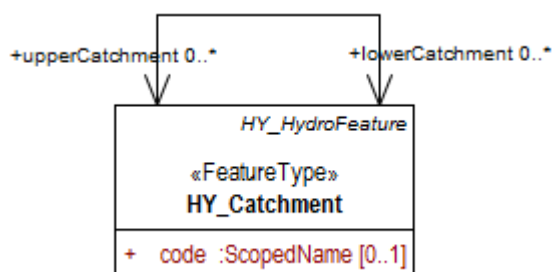 +upperCatchment 0..* +lowerCatchment 0..*
HY_HydroFeature
«FeatureType»
HY_Catchment
+ code :ScopedName [0..1]